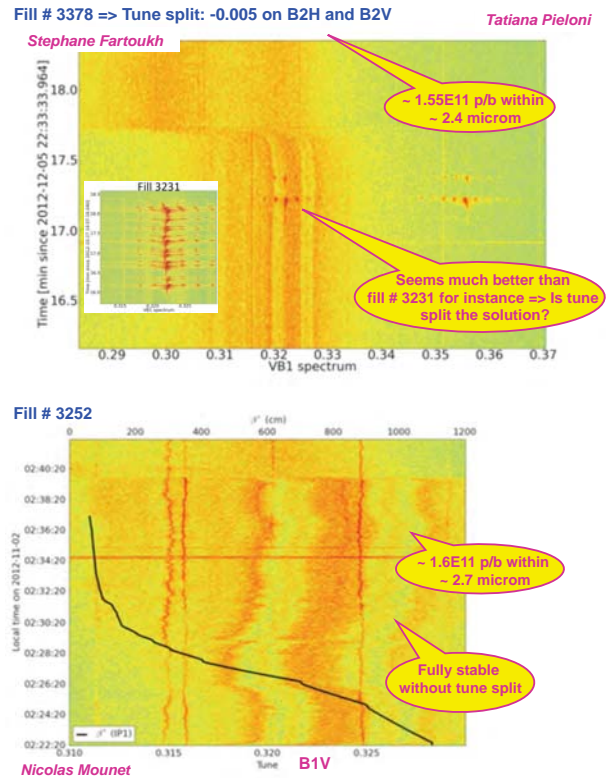 Fill # 3378 => Tune split: -0.005 on B2H and B2V
Tatiana Pieloni
Stephane Fartoukh
Time [min since 2012-12-05 22:33:33.964]
18.0
17.5
17.0
16.5
~ 1.55E11 p/b within
~ 2.4 microm
Fill 3231
VB1 spectrum
Seems much better than
fill # 3231 for instance => Is tune
split the solution?
0.29 0.30 0.31 0.32 0.33 0.34 0.35 0.36 0.37
VB1 spectrum
Fill # 3252
β* (cm)
0 200 400 600 800 1000 1200
Local time on 2012-11-02
02:40:20
02:38:20
02:36:20
02:34:20
02:32:20
02:30:20
02:28:20
02:26:20
02:24:20
02:22:20
~ 1.6E11 p/b within
~ 2.7 microm
Fully stable
without tune split
β* (IP1)
0.310 0.315 0.320 0.325
Tune
B1V
Nicolas Mounet